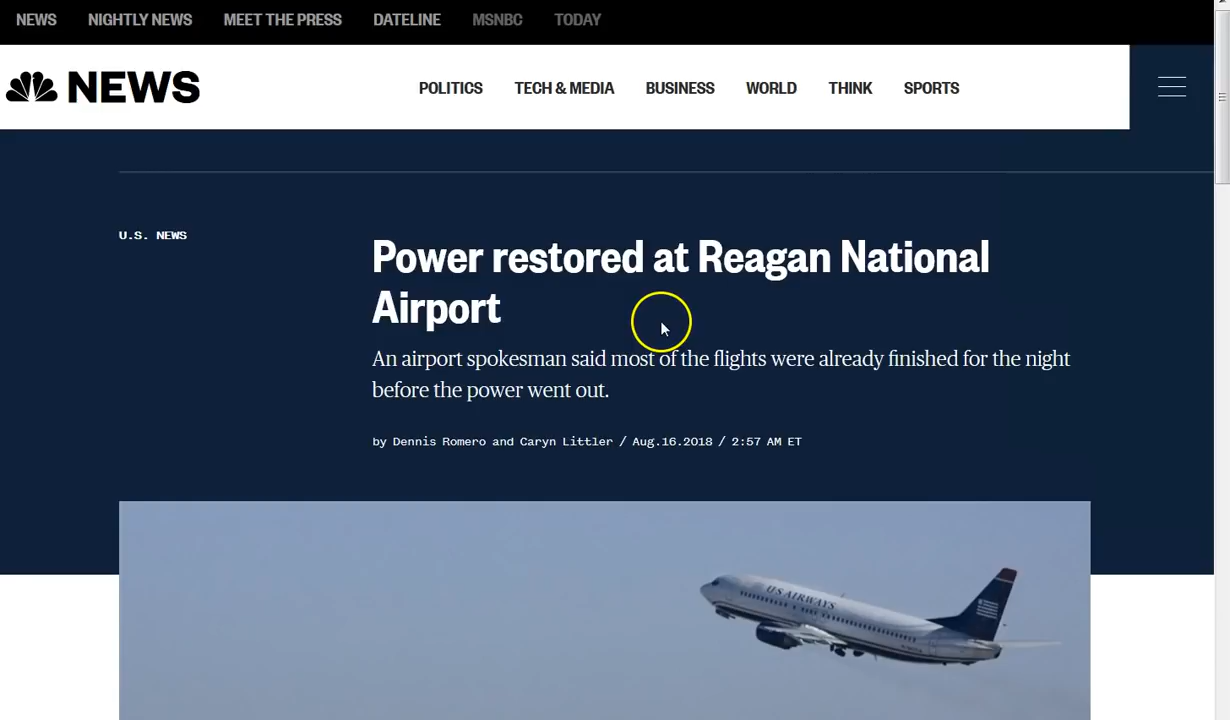 NEWS NIGHTLY NEWS MEET THE PRESS DATELINE MSNBC TODAY
NEWS POLITICS TECH & MEDIA BUSINESS WORLD THINK SPORTS
U.S. NEWS
Power restored at Reagan National
Airport
An airport spokesman said most of the flights were already finished for the night
before the power went out.
by Dennis Romero and Caryn Littler / Aug.16.2018 / 2:57 AM ET
U.S AIRWAYS